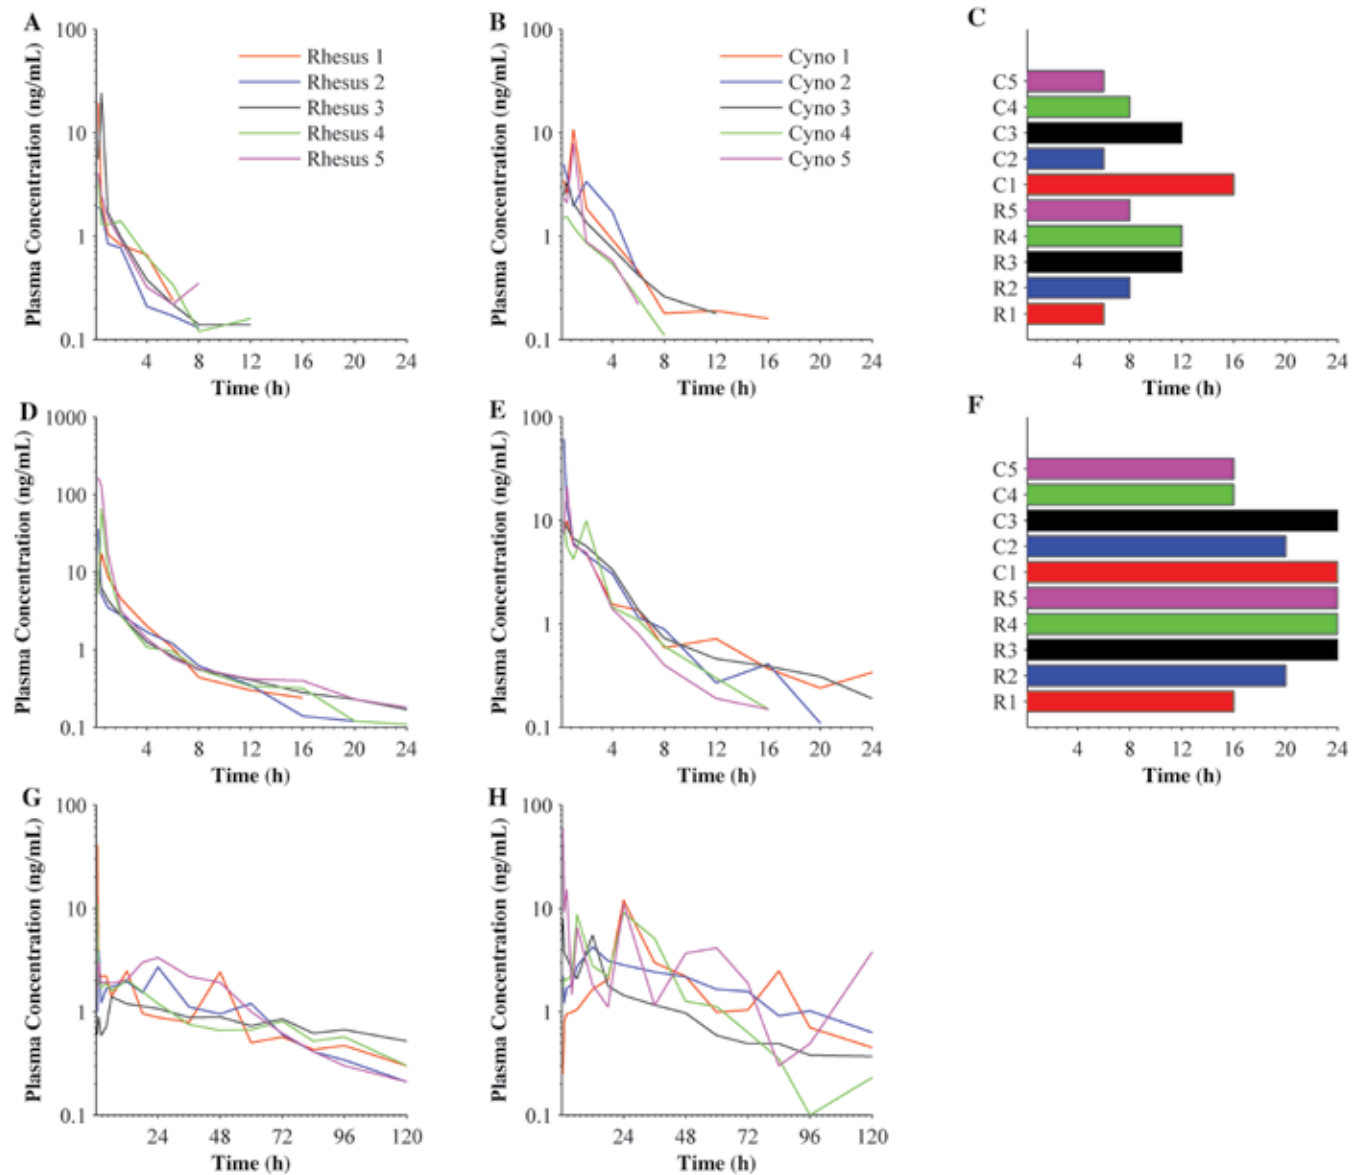 A
Plasma Concentration (ng/mL)
100
10
1
0.1
Rhesus 1
Rhesus 2
Rhesus 3
Rhesus 4
Rhesus 5
4 8 12 16 20 24
Time (h)
B
Plasma Concentration (ng/mL)
100
10
1
0.1
Cyno 1
Cyno 2
Cyno 3
Cyno 4
Cyno 5
4 8 12 16 20 24
Time (h)
C
C5
C4
C3
C2
C1
R5
R4
R3
R2
R1
4 8 12 16 20 24
Time (h)
D
Plasma Concentration (ng/mL)
1000
100
10
1
0.1
4 8 12 16 20 24
Time (h)
E
Plasma Concentration (ng/mL)
100
10
1
0.1
4 8 12 16 20 24
Time (h)
F
C5
C4
C3
C2
C1
R5
R4
R3
R2
R1
4 8 12 16 20 24
Time (h)
G
Plasma Concentration (ng/mL)
100
10
1
0.1
24 48 72 96 120
Time (h)
H
Plasma Concentration (ng/mL)
100
10
1
0.1
24 48 72 96 120
Time (h)